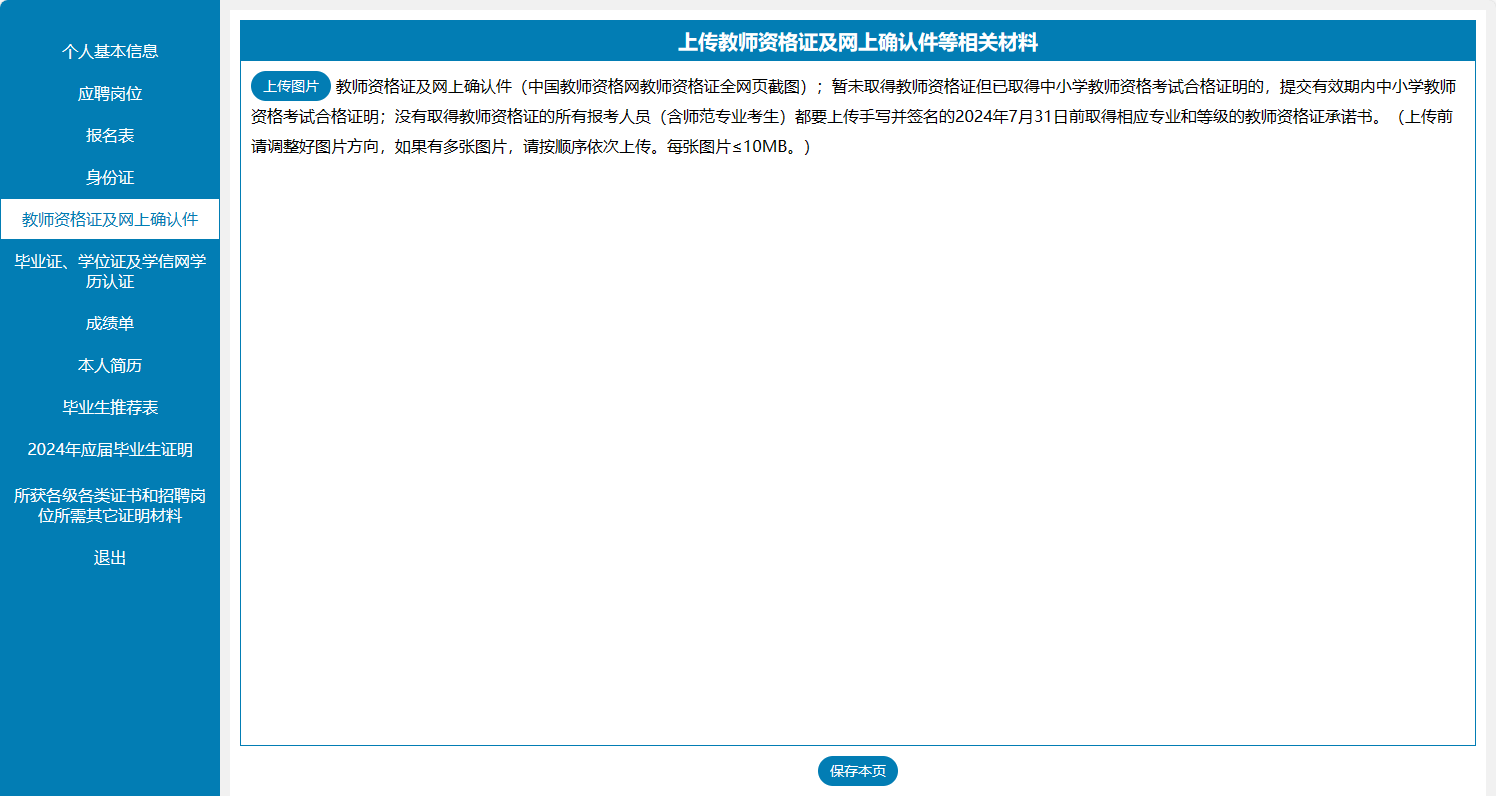 个人基本信息
应聘岗位
报名表
身份证
教师资格证及网上确认件
毕业证、学位证及学信网学
历认证
成绩单
本人简历
毕业生推荐表
2024年应届毕业生证明
所获各级各类证书和招聘岗
位所需其它证明材料
退出
上传教师资格证及网上确认件等相关材料
上传图片 教师资格证及网上确认件（中国教师资格网教师资格证全网页截图）；暂未取得教师资格证但已取得中小学教师资格考试合格证明的，提交有效期内中小学教师
资格考试合格证明；没有取得教师资格证的所有报考人员（含师范专业考生）都要上传手写并签名的2024年7月31日前取得相应专业和等级的教师资格证承诺书。（上传前
请调整好图片方向，如果有多张图片，请按顺序依次上传。每张图片≤10MB。）
保存本页